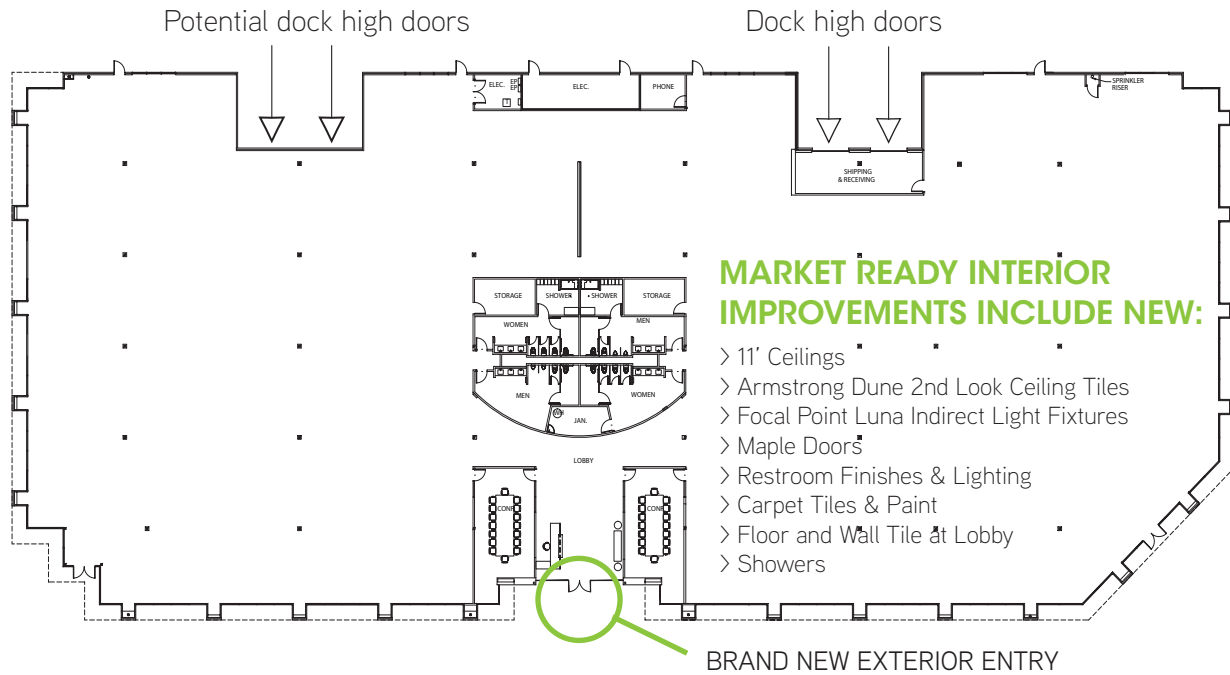 Potential dock high doors
Dock high doors
ELEC.
EP
EP
T
ELEC.
PHONE
SPRINKLER
RISER
SHIPPING
& RECEIVING
MARKET READY INTERIOR
IMPROVEMENTS INCLUDE NEW:
> 11' Ceilings
> Armstrong Dune 2nd Look Ceiling Tiles
> Focal Point Luna Indirect Light Fixtures
> Maple Doors
> Restroom Finishes & Lighting
> Carpet Tiles & Paint
> Floor and Wall Tile at Lobby
> Showers
STORAGE
SHOWER
SHOWER
STORAGE
WOMEN
MEN
MEN
WOMEN
WH
JAN.
LOBBY
CONF.
CONF.
BRAND NEW EXTERIOR ENTRY